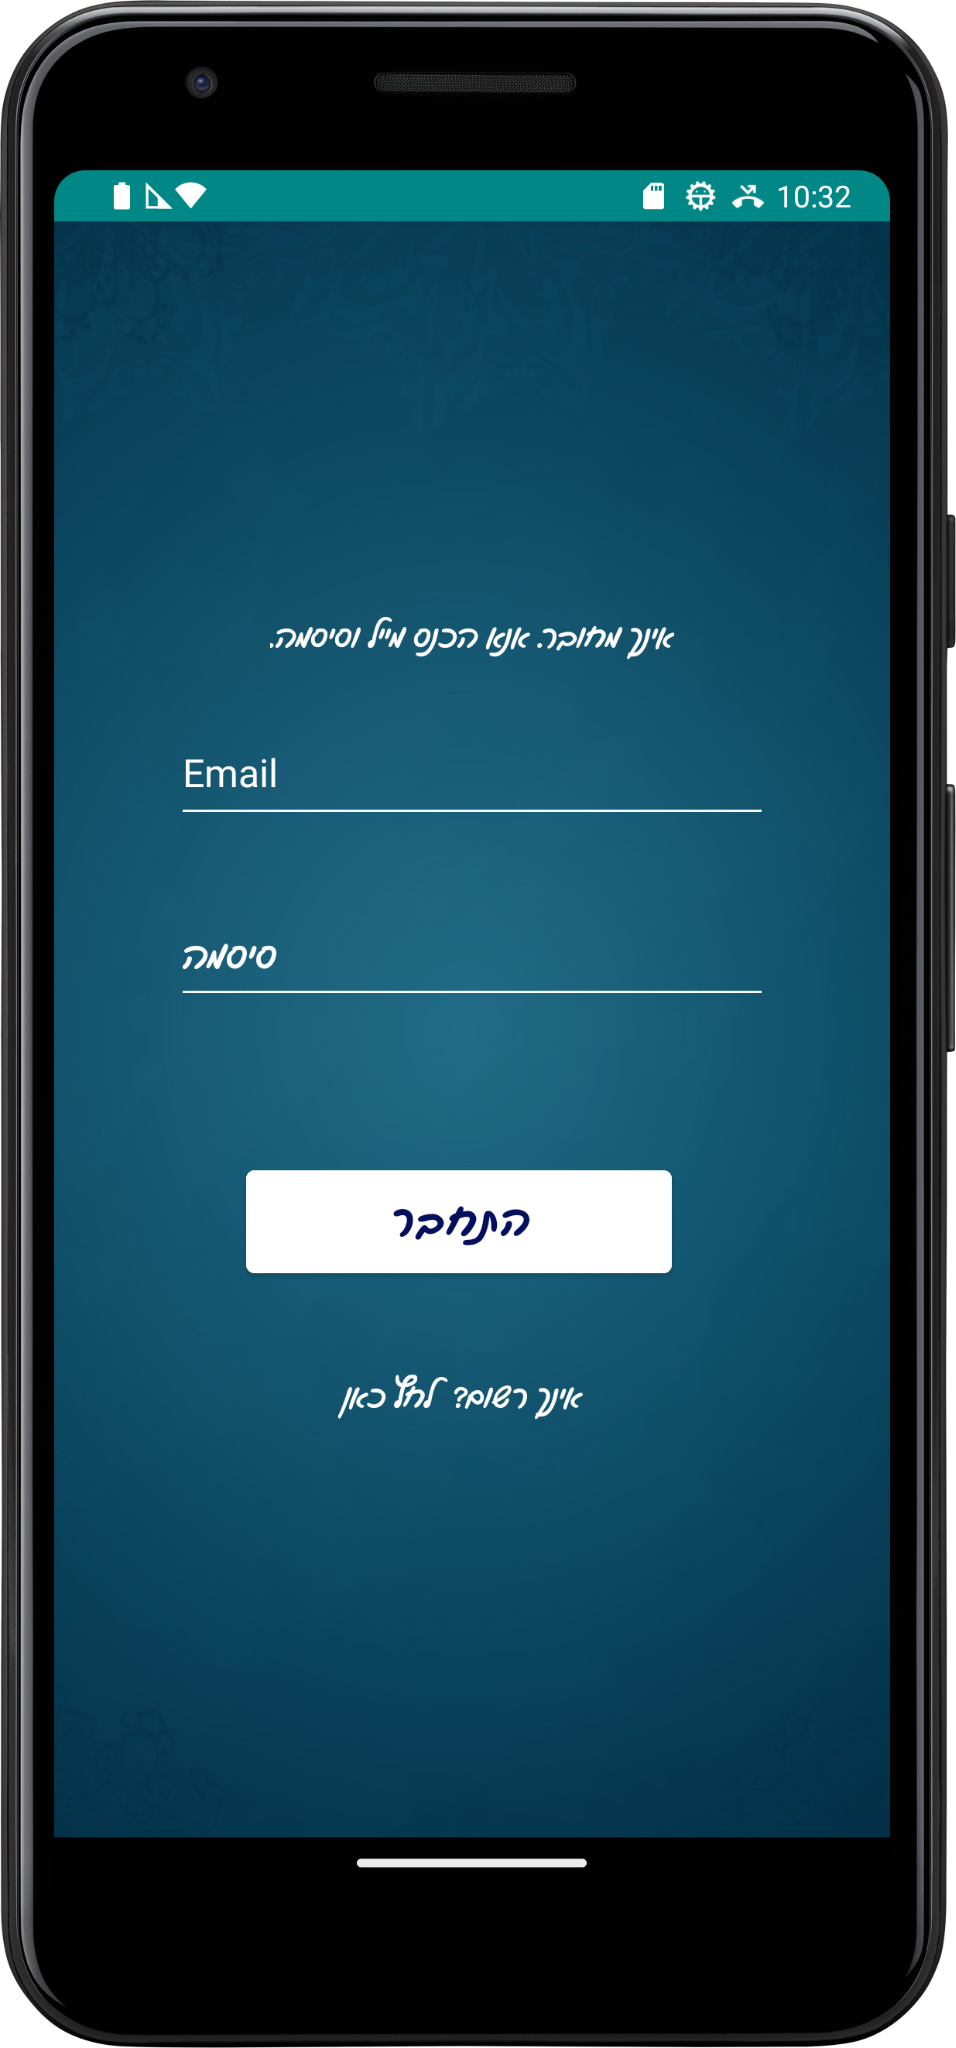 10:32
אינך מחובר. אנא הכנס מייל וסיסמה.
Email
סיסמה
התחבר
אינך רשום? לחץ כאן